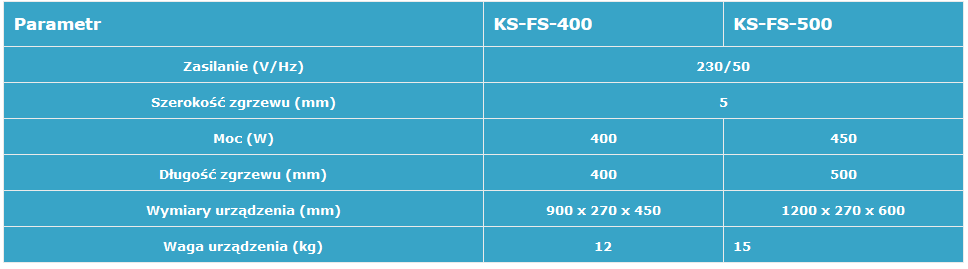 Parametr KS-FS-400 KS-FS-500
Zasilanie (V/Hz) 230/50
Szerokość zgrzewu (mm) 5
Moc (W) 400 450
Długość zgrzewu (mm) 400 500
Wymiary urządzenia (mm) 900 x 270 x 450 1200 x 270 x 600
Waga urządzenia (kg) 12 15